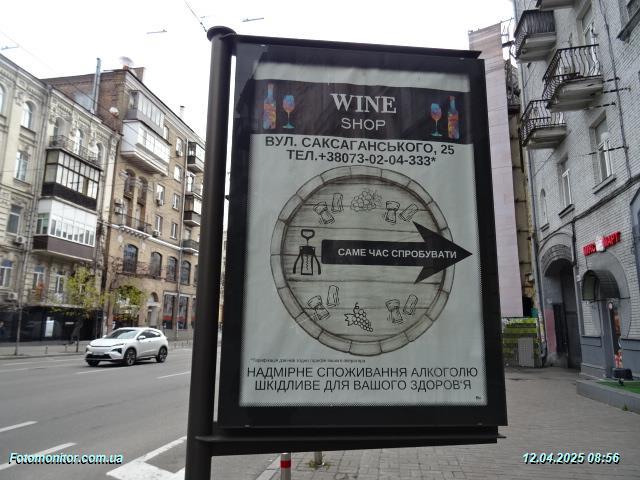 WINE
SHOP
ВУЛ. САКСАГАНСЬКОГО, 25
ТЕЛ.+38073-02-04-333*
САМЕ ЧАС СПРОБУВАТИ
НАДМІРНЕ СПОЖИВАННЯ АЛКОГОЛЮ
ШКІДЛИВЕ ДЛЯ ВАШОГО ЗДОРОВ'Я
Fotomonitor.com.ua
12.04.2025 08:56